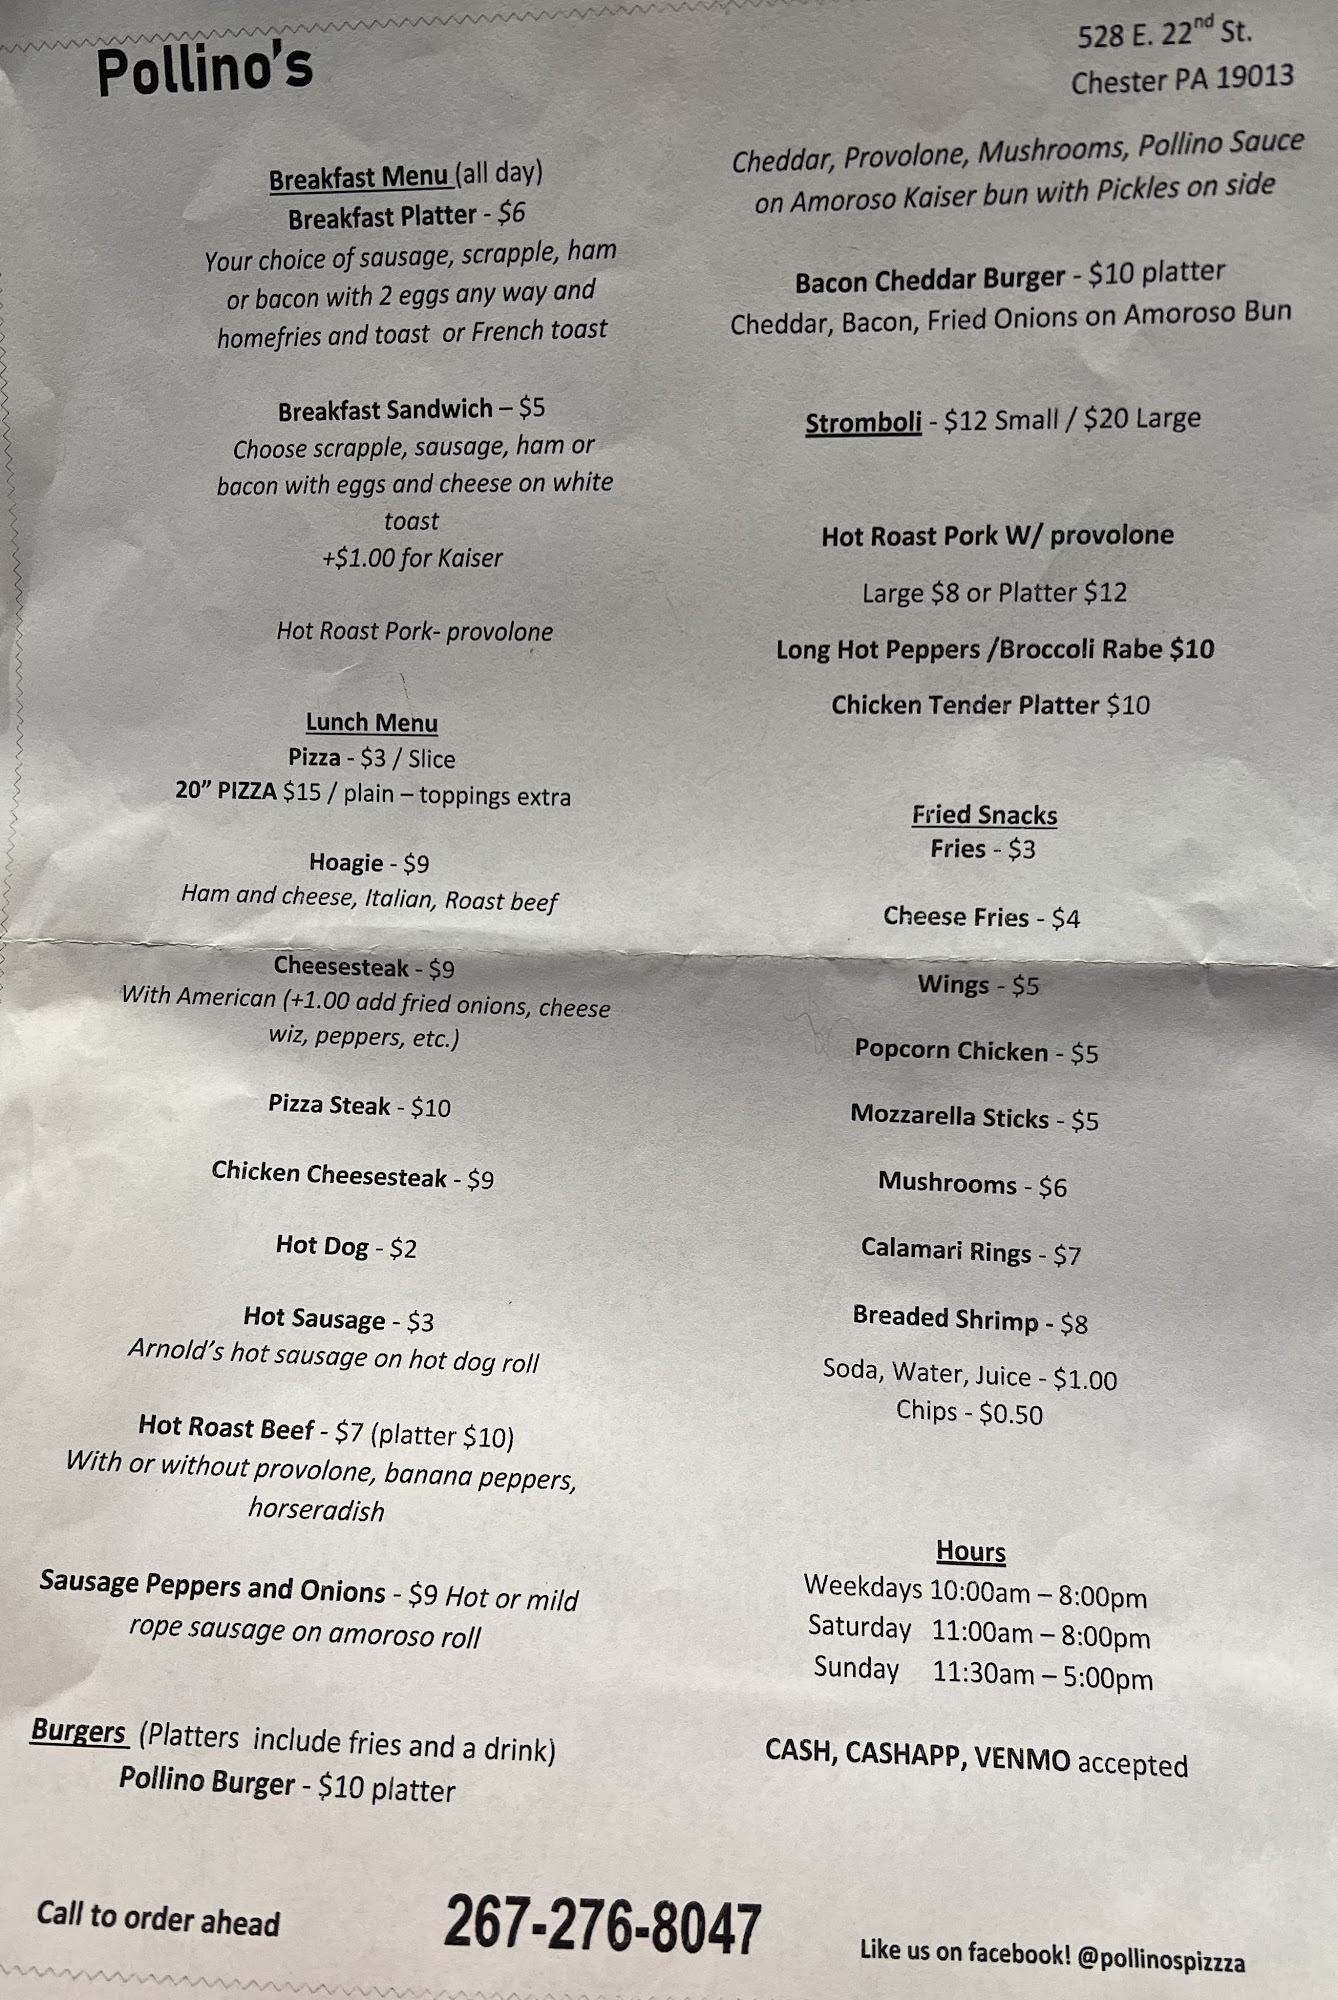 Pollino's
528 E. 22nd St.
Chester PA 19013
Breakfast Menu (all day)
Breakfast Platter - $6
Your choice of sausage, scrapple, ham
or bacon with 2 eggs any way and
homefries and toast or French toast
Breakfast Sandwich – $5
Choose scrapple, sausage, ham or
bacon with eggs and cheese on white
toast
+$1.00 for Kaiser
Hot Roast Pork- provolone
Lunch Menu
Pizza - $3 / Slice
20” PIZZA $15 / plain – toppings extra
Hoagie - $9
Ham and cheese, Italian, Roast beef
Cheesesteak - $9
With American (+1.00 add fried onions, cheese
wiz, peppers, etc.)
Pizza Steak - $10
Chicken Cheesesteak - $9
Hot Dog - $2
Hot Sausage - $3
Arnold's hot sausage on hot dog roll
Hot Roast Beef - $7 (platter $10)
With or without provolone, banana peppers,
horseradish
Sausage Peppers and Onions - $9 Hot or mild
rope sausage on amoroso roll
Burgers (Platters include fries and a drink)
Pollino Burger - $10 platter
Cheddar, Provolone, Mushrooms, Pollino Sauce
on Amoroso Kaiser bun with Pickles on side
Bacon Cheddar Burger - $10 platter
Cheddar, Bacon, Fried Onions on Amoroso Bun
Stromboli - $12 Small / $20 Large
Hot Roast Pork W/ provolone
Large $8 or Platter $12
Long Hot Peppers /Broccoli Rabe $10
Chicken Tender Platter $10
Fried Snacks
Fries - $3
Cheese Fries - $4
Wings - $5
Popcorn Chicken - $5
Mozzarella Sticks - $5
Mushrooms - $6
Calamari Rings - $7
Breaded Shrimp - $8
Soda, Water, Juice - $1.00
Chips - $0.50
Hours
Weekdays 10:00am – 8:00pm
Saturday 11:00am – 8:00pm
Sunday 11:30am – 5:00pm
CASH, CASHAPP, VENMO accepted
Call to order ahead
267-276-8047
Like us on facebook! @pollinospizzza